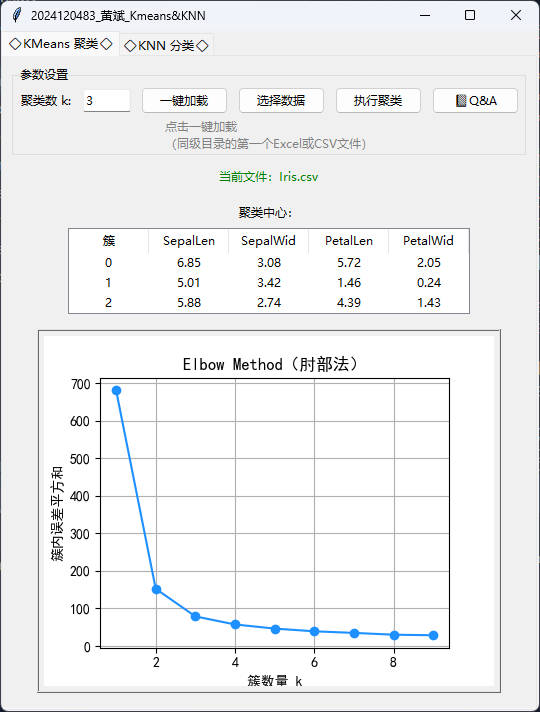 2024120483_黄斌_Kmeans&KNN
◇KMeans 聚类◇ ◇KNN 分类◇
参数设置
聚类数 k: 3 一键加载 选择数据 执行聚类 📔Q&A
点击一键加载
(同级目录的第一个Excel或CSV文件)
当前文件: Iris.csv
聚类中心:
簇 SepalLen SepalWid PetalLen PetalWid
0 6.85 3.08 5.72 2.05
1 5.01 3.42 1.46 0.24
2 5.88 2.74 4.39 1.43
Elbow Method (肘部法)
700
600
500
400
300
200
100
0
簇内误差平方和
2 4 6 8
簇数量 k